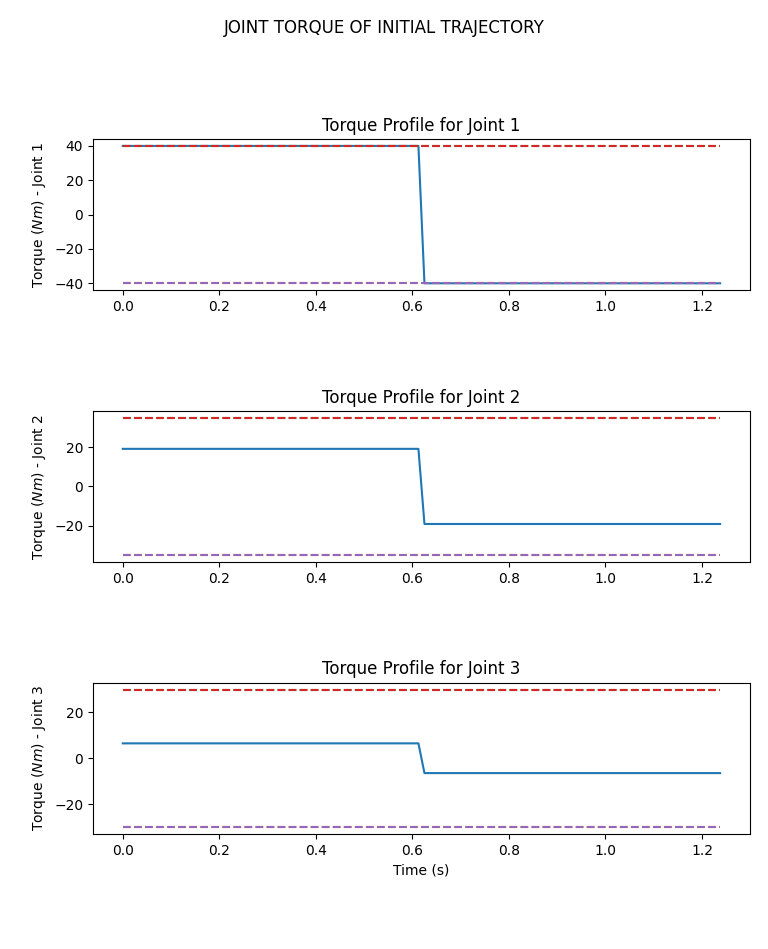 JOINT TORQUE OF INITIAL TRAJECTORY
Torque Profile for Joint 1
Torque (Nm) - Joint 1
40
20
0
−20
−40
0.0 0.2 0.4 0.6 0.8 1.0 1.2
Torque Profile for Joint 2
Torque (Nm) - Joint 2
20
0
−20
0.0 0.2 0.4 0.6 0.8 1.0 1.2
Torque Profile for Joint 3
Torque (Nm) - Joint 3
20
0
−20
0.0 0.2 0.4 0.6 0.8 1.0 1.2
Time (s)